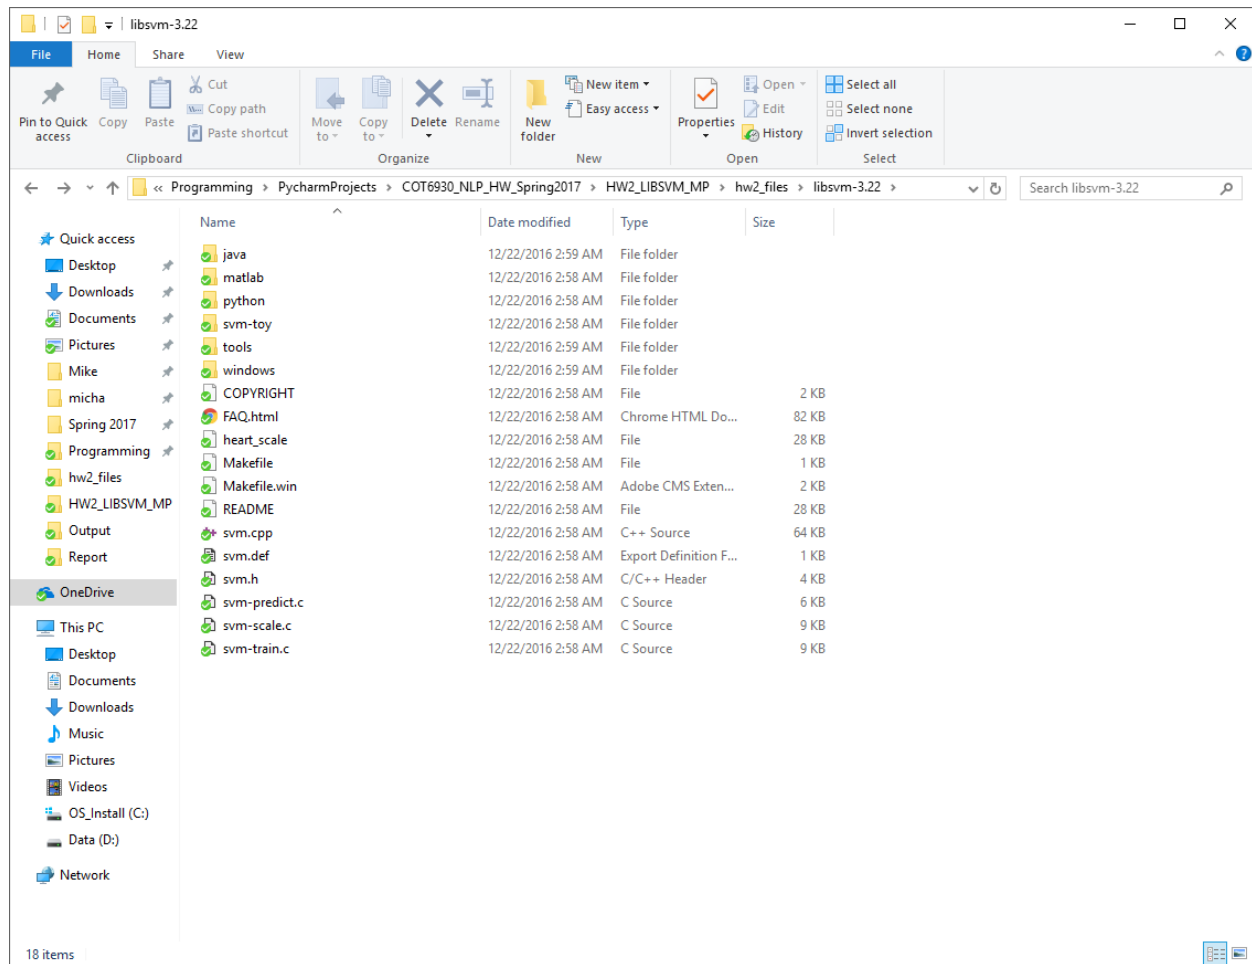 libsvm-3.22
File Home Share View
Pin to Quick access
Copy
Paste
Cut
Copy path
Paste shortcut
Clipboard
Move to
Copy to
Delete
Rename
Organize
New folder
New item
Easy access
New
Properties
Open
Edit
History
Open
Select all
Select none
Invert selection
Select
« Programming > PycharmProjects > COT6930_NLP_HW_Spring2017 > HW2_LIBSVM_MP > hw2_files > libsvm-3.22 >
Search libsvm-3.22
Quick access
Desktop
Downloads
Documents
Pictures
Mike
micha
Spring 2017
Programming
hw2_files
HW2_LIBSVM_MP
Output
Report
OneDrive
This PC
Desktop
Documents
Downloads
Music
Pictures
Videos
OS_Install (C:)
Data (D:)
Network
Name Date modified Type Size
java 12/22/2016 2:59 AM File folder
matlab 12/22/2016 2:58 AM File folder
python 12/22/2016 2:58 AM File folder
svm-toy 12/22/2016 2:58 AM File folder
tools 12/22/2016 2:59 AM File folder
windows 12/22/2016 2:59 AM File folder
COPYRIGHT 12/22/2016 2:58 AM File 2 KB
FAQ.html 12/22/2016 2:58 AM Chrome HTML Do... 82 KB
heart_scale 12/22/2016 2:58 AM File 28 KB
Makefile 12/22/2016 2:58 AM File 1 KB
Makefile.win 12/22/2016 2:58 AM Adobe CMS Exten... 2 KB
README 12/22/2016 2:58 AM File 28 KB
svm.cpp 12/22/2016 2:58 AM C++ Source 64 KB
svm.def 12/22/2016 2:58 AM Export Definition F... 1 KB
svm.h 12/22/2016 2:58 AM C/C++ Header 4 KB
svm-predict.c 12/22/2016 2:58 AM C Source 6 KB
svm-scale.c 12/22/2016 2:58 AM C Source 9 KB
svm-train.c 12/22/2016 2:58 AM C Source 9 KB
18 items